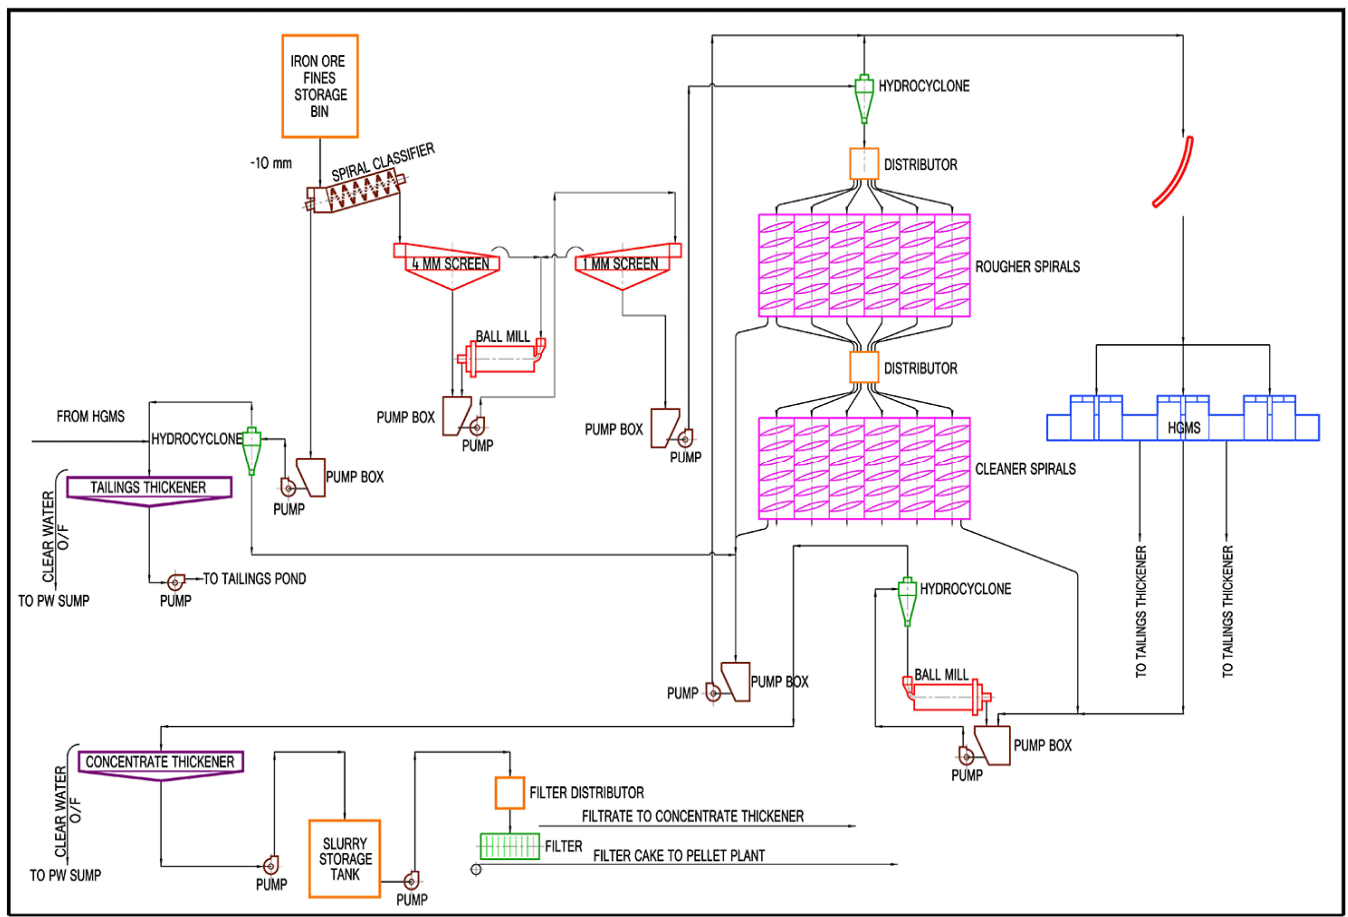 IRON ORE
FINES
STORAGE
BIN
-10 mm
SPIRAL CLASSIFIER
4 MM SCREEN
1 MM SCREEN
BALL MILL
PUMP BOX
PUMP
PUMP BOX
PUMP
HYDROCYCLONE
DISTRIBUTOR
ROUGHER SPIRALS
DISTRIBUTOR
CLEANER SPIRALS
HGMS
TO TAILINGS THICKENER
TO TAILINGS THICKENER
FROM HGMS
HYDROCYCLONE
PUMP BOX
PUMP
TAILINGS THICKENER
CLEAR WATER
O/F
TO PW SUMP
PUMP
TO TAILINGS POND
HYDROCYCLONE
BALL MILL
PUMP
PUMP BOX
PUMP BOX
PUMP
CONCENTRATE THICKENER
CLEAR WATER
O/F
TO PW SUMP
PUMP
SLURRY
STORAGE
TANK
PUMP
FILTER DISTRIBUTOR
FILTRATE TO CONCENTRATE THICKENER
FILTER
FILTER CAKE TO PELLET PLANT